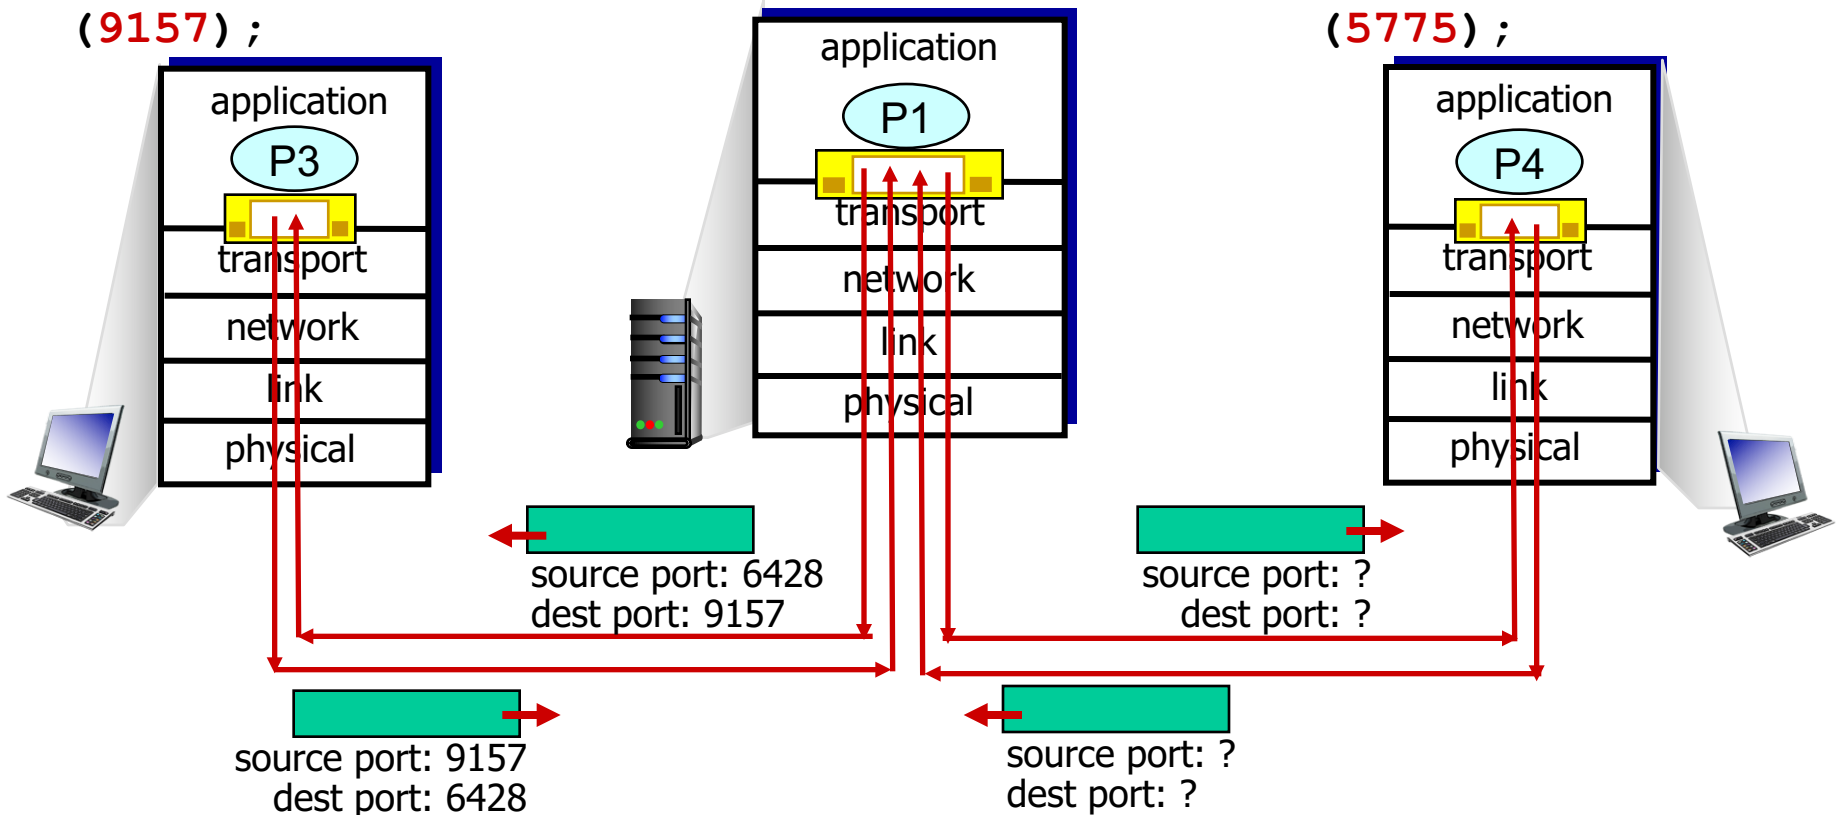 (9157);
application
P3
transport
network
link
physical
application
P1
transport
network
link
physical
(5775);
application
P4
transport
network
link
physical
source port: 6428
dest port: 9157
source port: ?
dest port: ?
source port: 9157
dest port: 6428
source port: ?
dest port: ?